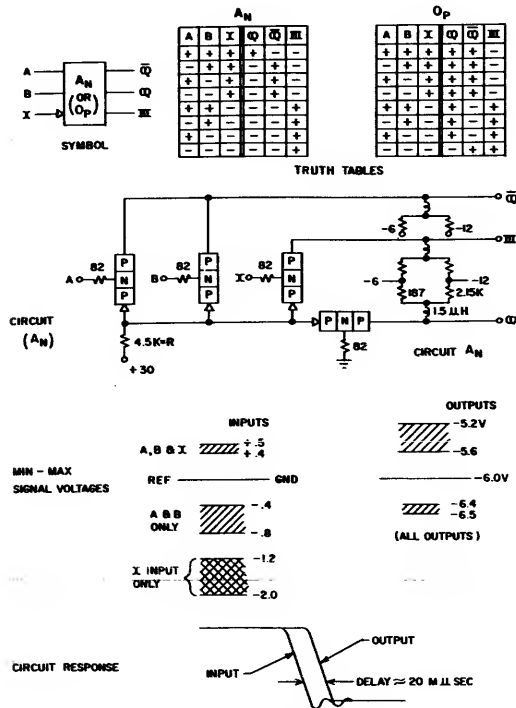 A_N
A B X Q Q̅ III
+ + + + - -
- + + - + -
+ - + - + -
- - + - + -
+ + - - - +
- + - - - +
+ - - - - +
- - - - - +
O_P
A B X Q Q̅ III
A
B
X
A_N
OR
(O_P)
Q̅
Q
III
SYMBOL
TRUTH TABLES
Q̅
-6 -12
III
A 82 P N P
B 82 P N P
X 82 P N P
-6 -12
187 2.15K
1.5 μH
Q
P N P
82
CIRCUIT
(A_N)
4.5K=R
+30
CIRCUIT A_N
INPUTS
OUTPUTS
A, B & X
+.5
+.4
-5.2V
-5.6
MIN - MAX
SIGNAL VOLTAGES
REF
GND
-6.0V
A & B
ONLY
-.4
-.8
-6.4
-6.5
(ALL OUTPUTS)
X INPUT
ONLY
-1.2
-2.0
CIRCUIT RESPONSE
INPUT
OUTPUT
DELAY ≈ 20 M μ SEC